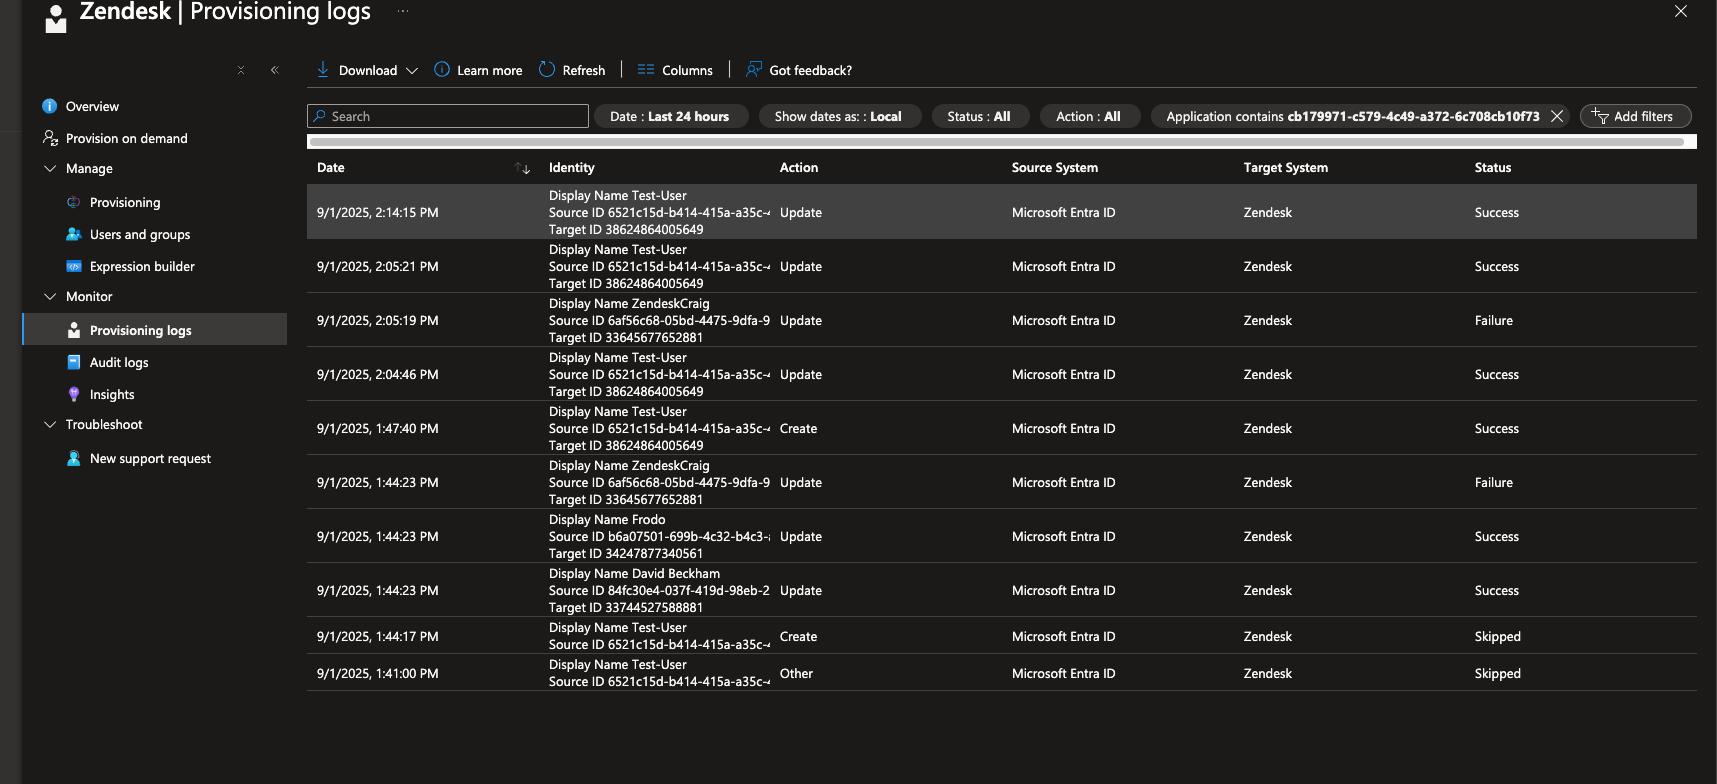 Zendesk | Provisioning logs ...
Download Learn more Refresh Columns Got feedback?
Overview
Provision on demand
Manage
Provisioning
Users and groups
Expression builder
Monitor
Provisioning logs
Audit logs
Insights
Troubleshoot
New support request
Search Date : Last 24 hours Show dates as: : Local Status : All Action : All Application contains cb179971-c579-4c49-a372-6c708cb10f73 Add filters
Date Identity Action Source System Target System Status
Display Name Test-User
9/1/2025, 2:14:15 PM Source ID 6521c15d-b414-415a-a35c- Update Microsoft Entra ID Zendesk Success
Target ID 38624864005649
Display Name Test-User
9/1/2025, 2:05:21 PM Source ID 6521c15d-b414-415a-a35c- Update Microsoft Entra ID Zendesk Success
Target ID 38624864005649
Display Name ZendeskCraig
9/1/2025, 2:05:19 PM Source ID 6af56c68-05bd-4475-9dfa-9 Update Microsoft Entra ID Zendesk Failure
Target ID 33645677652881
Display Name Test-User
9/1/2025, 2:04:46 PM Source ID 6521c15d-b414-415a-a35c- Update Microsoft Entra ID Zendesk Success
Target ID 38624864005649
Display Name Test-User
9/1/2025, 1:47:40 PM Source ID 6521c15d-b414-415a-a35c- Create Microsoft Entra ID Zendesk Success
Target ID 38624864005649
Display Name ZendeskCraig
9/1/2025, 1:44:23 PM Source ID 6af56c68-05bd-4475-9dfa-9 Update Microsoft Entra ID Zendesk Failure
Target ID 33645677652881
Display Name Frodo
9/1/2025, 1:44:23 PM Source ID b6a07501-699b-4c32-b4c3- Update Microsoft Entra ID Zendesk Success
Target ID 34247877340561
Display Name David Beckham
9/1/2025, 1:44:23 PM Source ID 84fc30e4-037f-419d-98eb-2 Update Microsoft Entra ID Zendesk Success
Target ID 33744527588881
Display Name Test-User
9/1/2025, 1:44:17 PM Source ID 6521c15d-b414-415a-a35c- Create Microsoft Entra ID Zendesk Skipped
Display Name Test-User
9/1/2025, 1:41:00 PM Source ID 6521c15d-b414-415a-a35c- Other Microsoft Entra ID Zendesk Skipped